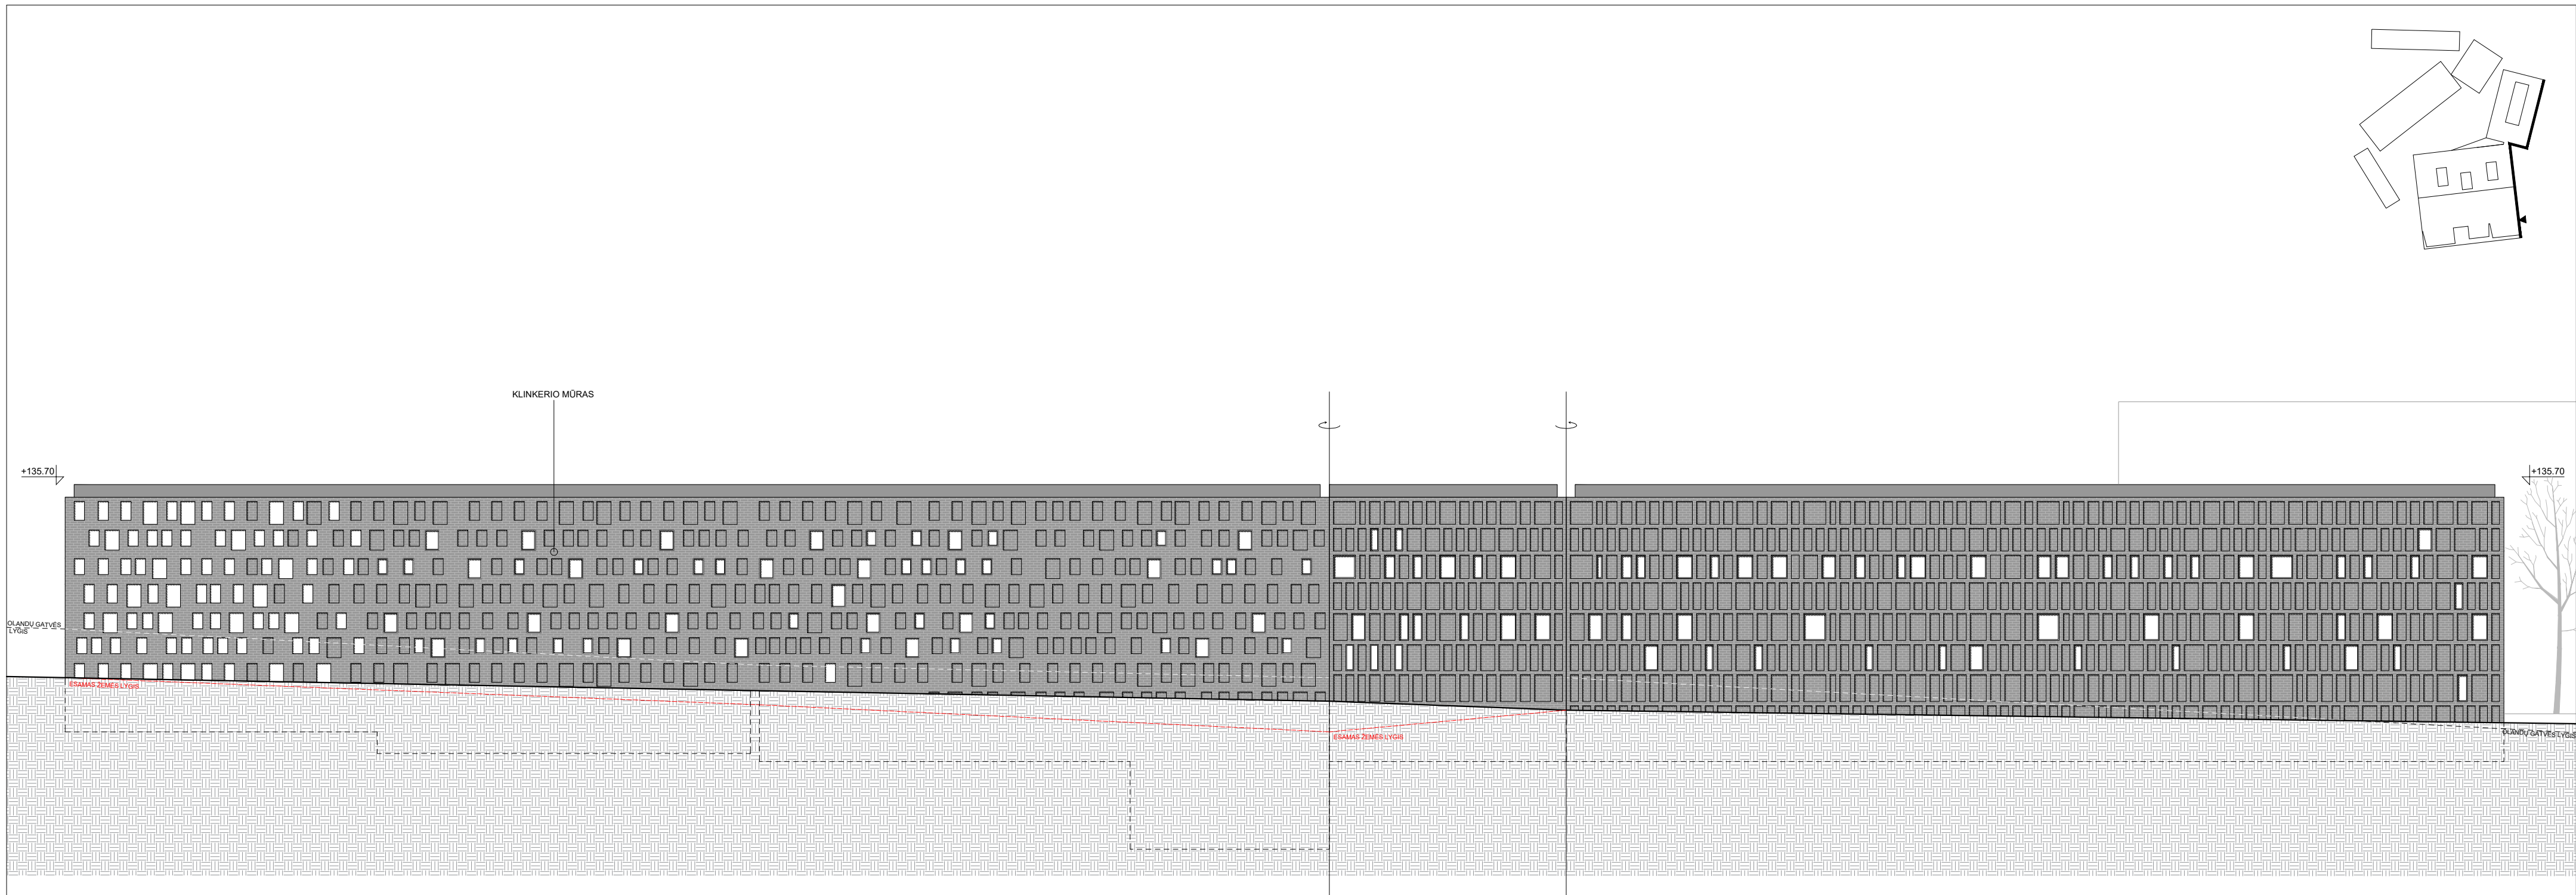 KLINKERIO MŪRAS
+135.70
+135.70
OLANDŲ GATVĖS
LYGIS
ESAMAS ŽEMĖS LYGIS
ESAMAS ŽEMĖS LYGIS
OLANDŲ GATVĖS LYGIS